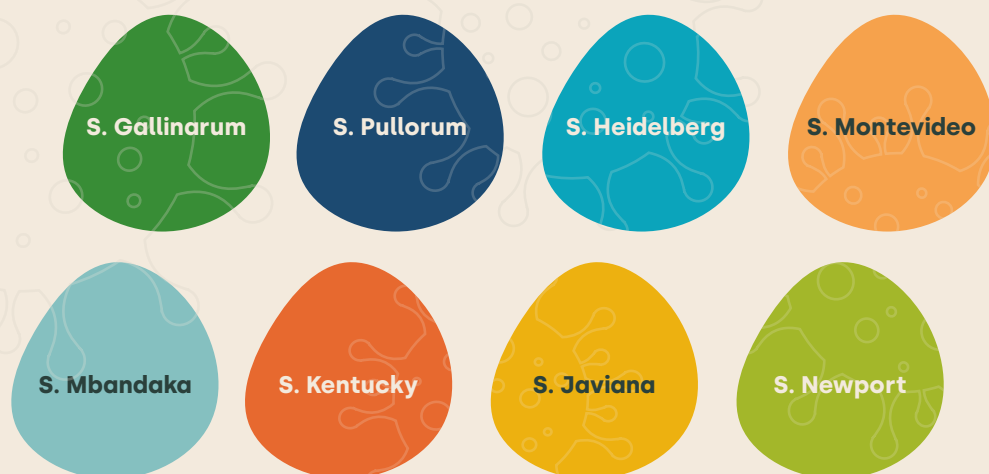 S. Gallinarum
S. Pullorum
S. Heidelberg
S. Montevideo
S. Mbandaka
S. Kentucky
S. Javiana
S. Newport